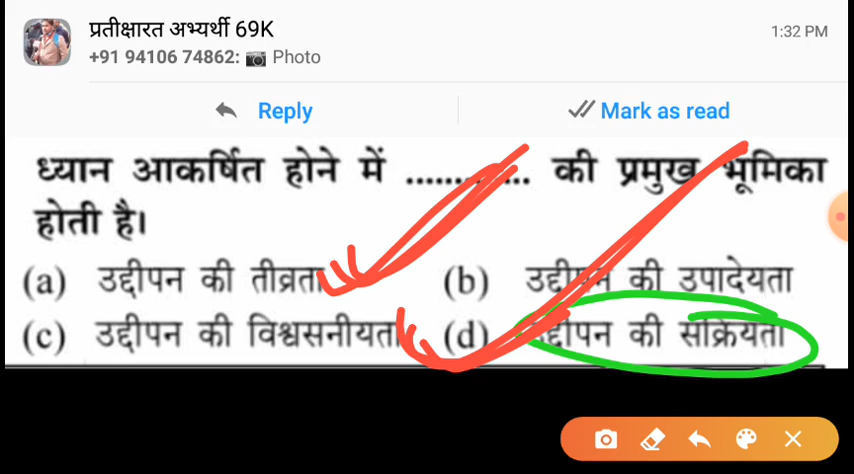 प्रतीक्षारत अभ्यर्थी 69K
1:32 PM
+91 94106 74862: Photo
Reply
Mark as read
ध्यान आकर्षित होने में ............ की प्रमुख भूमिका
होती है।
(a) उद्दीपन की तीव्रता
(b) उद्दीपन की उपादेयता
(c) उद्दीपन की विश्वसनीयता
(d) उद्दीपन की सक्रियता